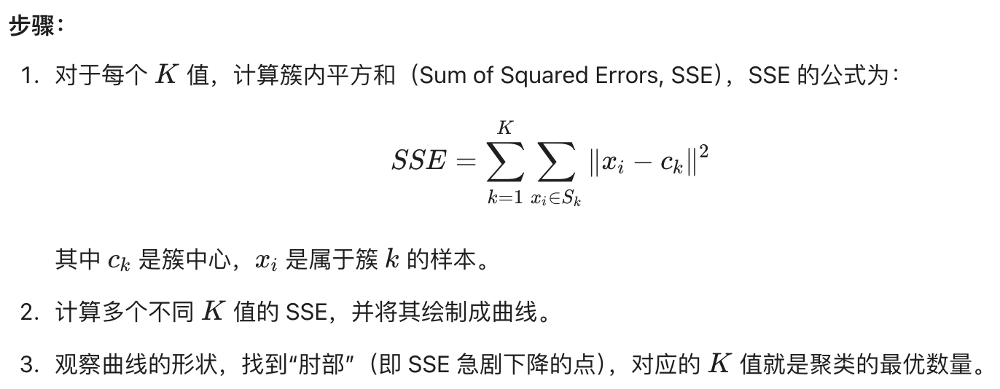 步骤：
1. 对于每个 K 值，计算簇内平方和（Sum of Squared Errors, SSE），SSE 的公式为：
$SSE = \sum_{k=1}^{K} \sum_{x_i \in S_k} \|x_i - c_k\|^2$
其中 $c_k$ 是簇中心，$x_i$ 是属于簇 $k$ 的样本。
2. 计算多个不同 K 值的 SSE，并将其绘制成曲线。
3. 观察曲线的形状，找到“肘部”（即 SSE 急剧下降的点），对应的 K 值就是聚类的最优数量。